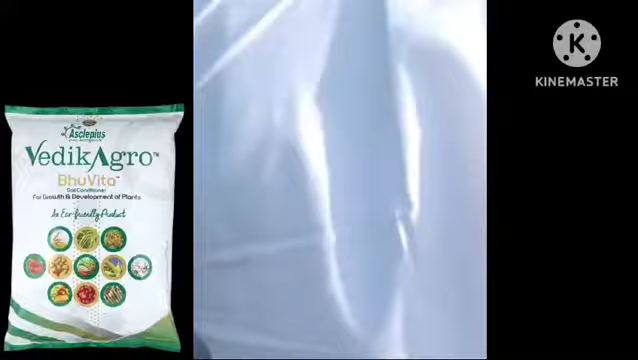 Asclepius
VedikAgro™
BhuVita™
Soil Conditioner
For Growth & Development of Plants
An Eco-friendly Product
K
KINEMASTER